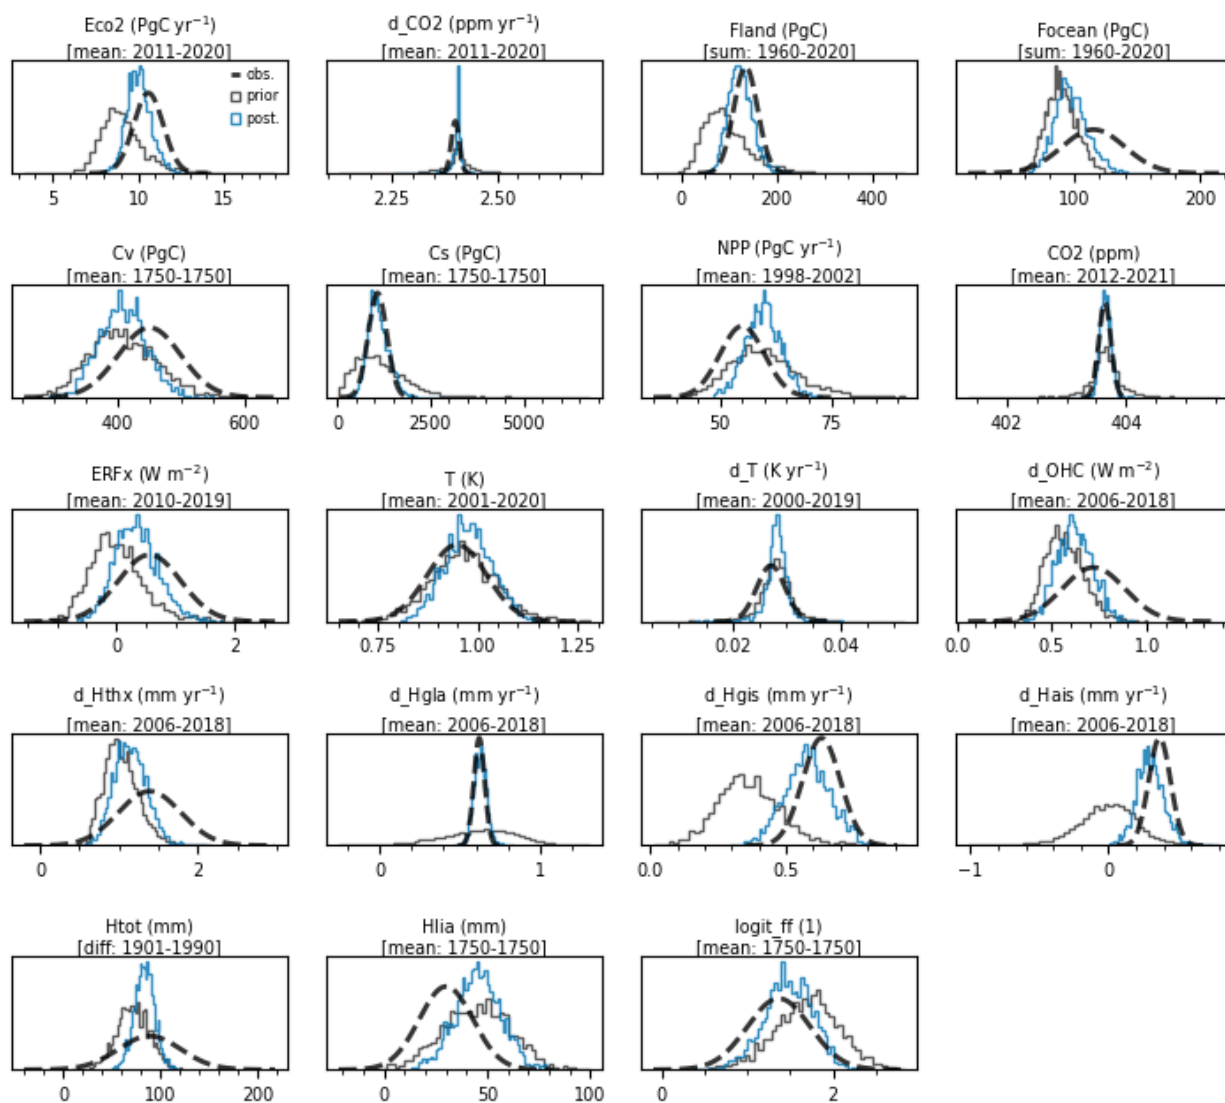 Eco2 (PgC yr⁻¹)
[mean: 2011-2020]
d_CO2 (ppm yr⁻¹)
[mean: 2011-2020]
Fland (PgC)
[sum: 1960-2020]
Focean (PgC)
[sum: 1960-2020]
obs.
prior
post.
5 10 15
2.25 2.50
0 200 400
100 200
Cv (PgC)
[mean: 1750-1750]
Cs (PgC)
[mean: 1750-1750]
NPP (PgC yr⁻¹)
[mean: 1998-2002]
CO2 (ppm)
[mean: 2012-2021]
400 600
0 2500 5000
50 75
402 404
ERFx (W m⁻²)
[mean: 2010-2019]
T (K)
[mean: 2001-2020]
d_T (K yr⁻¹)
[mean: 2000-2019]
d_OHC (W m⁻²)
[mean: 2006-2018]
0 2
0.75 1.00 1.25
0.02 0.04
0.0 0.5 1.0
d_Hthx (mm yr⁻¹)
[mean: 2006-2018]
d_Hgla (mm yr⁻¹)
[mean: 2006-2018]
d_Hgis (mm yr⁻¹)
[mean: 2006-2018]
d_Hais (mm yr⁻¹)
[mean: 2006-2018]
0 2
0 1
0.0 0.5
−1 0
Htot (mm)
[diff: 1901-1990]
Hlia (mm)
[mean: 1750-1750]
logit_ff (1)
[mean: 1750-1750]
0 100 200
0 50 100
0 2